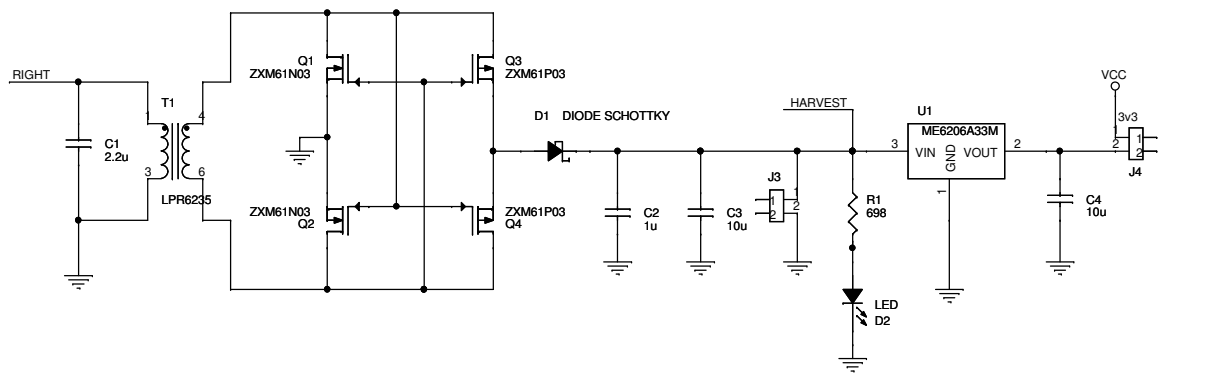 RIGHT
C1
2.2u
T1
1
3
4
6
LPR6235
Q1
ZXM61N03
Q3
ZXM61P03
ZXM61N03
Q2
ZXM61P03
Q4
D1 DIODE SCHOTTKY
C2
1u
C3
10u
J3
1
2
1
2
HARVEST
R1
698
LED
D2
U1
ME6206A33M
3 VIN GND VOUT 2
1
C4
10u
VCC
3v3
1
2
1
2
J4